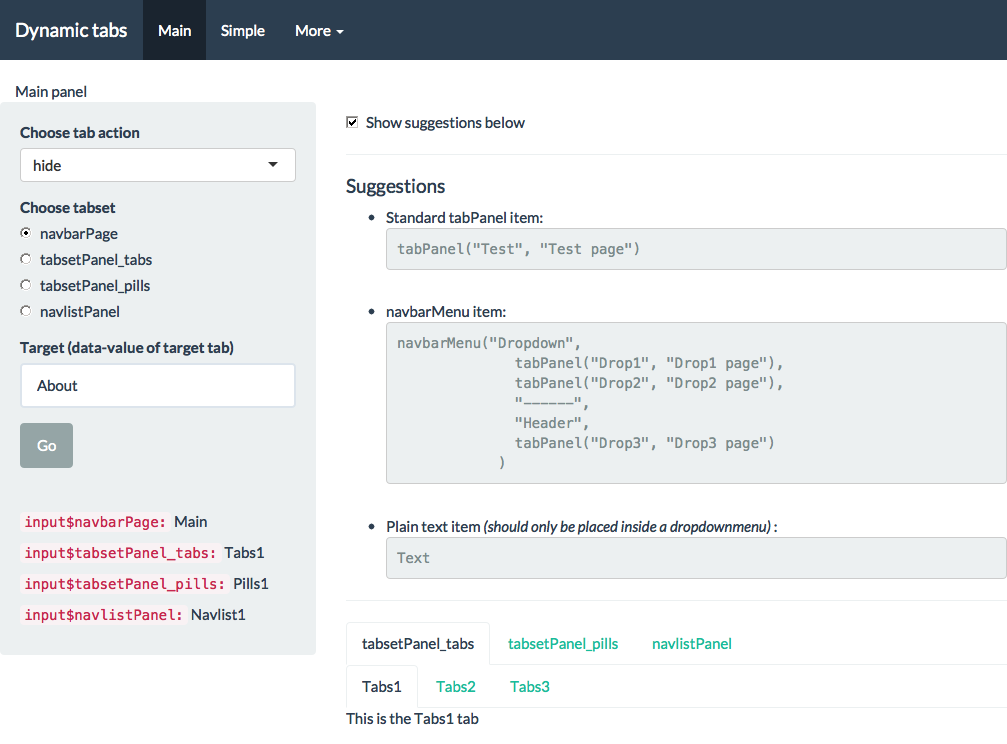 Dynamic tabs Main Simple More
Main panel
Choose tab action
hide
Choose tabset
navbarPage
tabsetPanel_tabs
tabsetPanel_pills
navlistPanel
Target (data-value of target tab)
About
Go
input$navbarPage: Main
input$tabsetPanel_tabs: Tabs1
input$tabsetPanel_pills: Pills1
input$navlistPanel: Navlist1
Show suggestions below
Suggestions
• Standard tabPanel item:
tabPanel("Test", "Test page")
• navbarMenu item:
navbarMenu("Dropdown",
tabPanel("Drop1", "Drop1 page"),
tabPanel("Drop2", "Drop2 page"),
"------",
"Header",
tabPanel("Drop3", "Drop3 page")
)
• Plain text item (should only be placed inside a dropdownmenu) :
Text
tabsetPanel_tabs tabsetPanel_pills navlistPanel
Tabs1 Tabs2 Tabs3
This is the Tabs1 tab